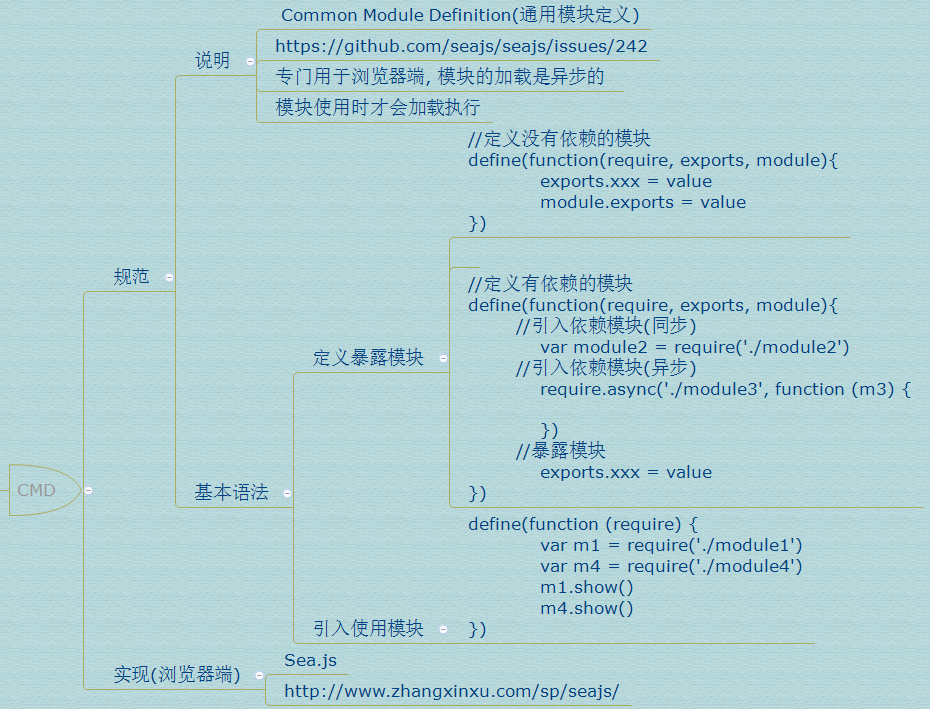 CMD
规范
说明
Common Module Definition(通用模块定义)
https://github.com/seajs/seajs/issues/242
专门用于浏览器端, 模块的加载是异步的
模块使用时才会加载执行
基本语法
定义暴露模块
//定义没有依赖的模块
define(function(require, exports, module){
exports.xxx = value
module.exports = value
})
//定义有依赖的模块
define(function(require, exports, module){
//引入依赖模块(同步)
var module2 = require('./module2')
//引入依赖模块(异步)
require.async('./module3', function (m3) {
})
//暴露模块
exports.xxx = value
})
引入使用模块
define(function (require) {
var m1 = require('./module1')
var m4 = require('./module4')
m1.show()
m4.show()
})
实现(浏览器端)
Sea.js
http://www.zhangxinxu.com/sp/seajs/